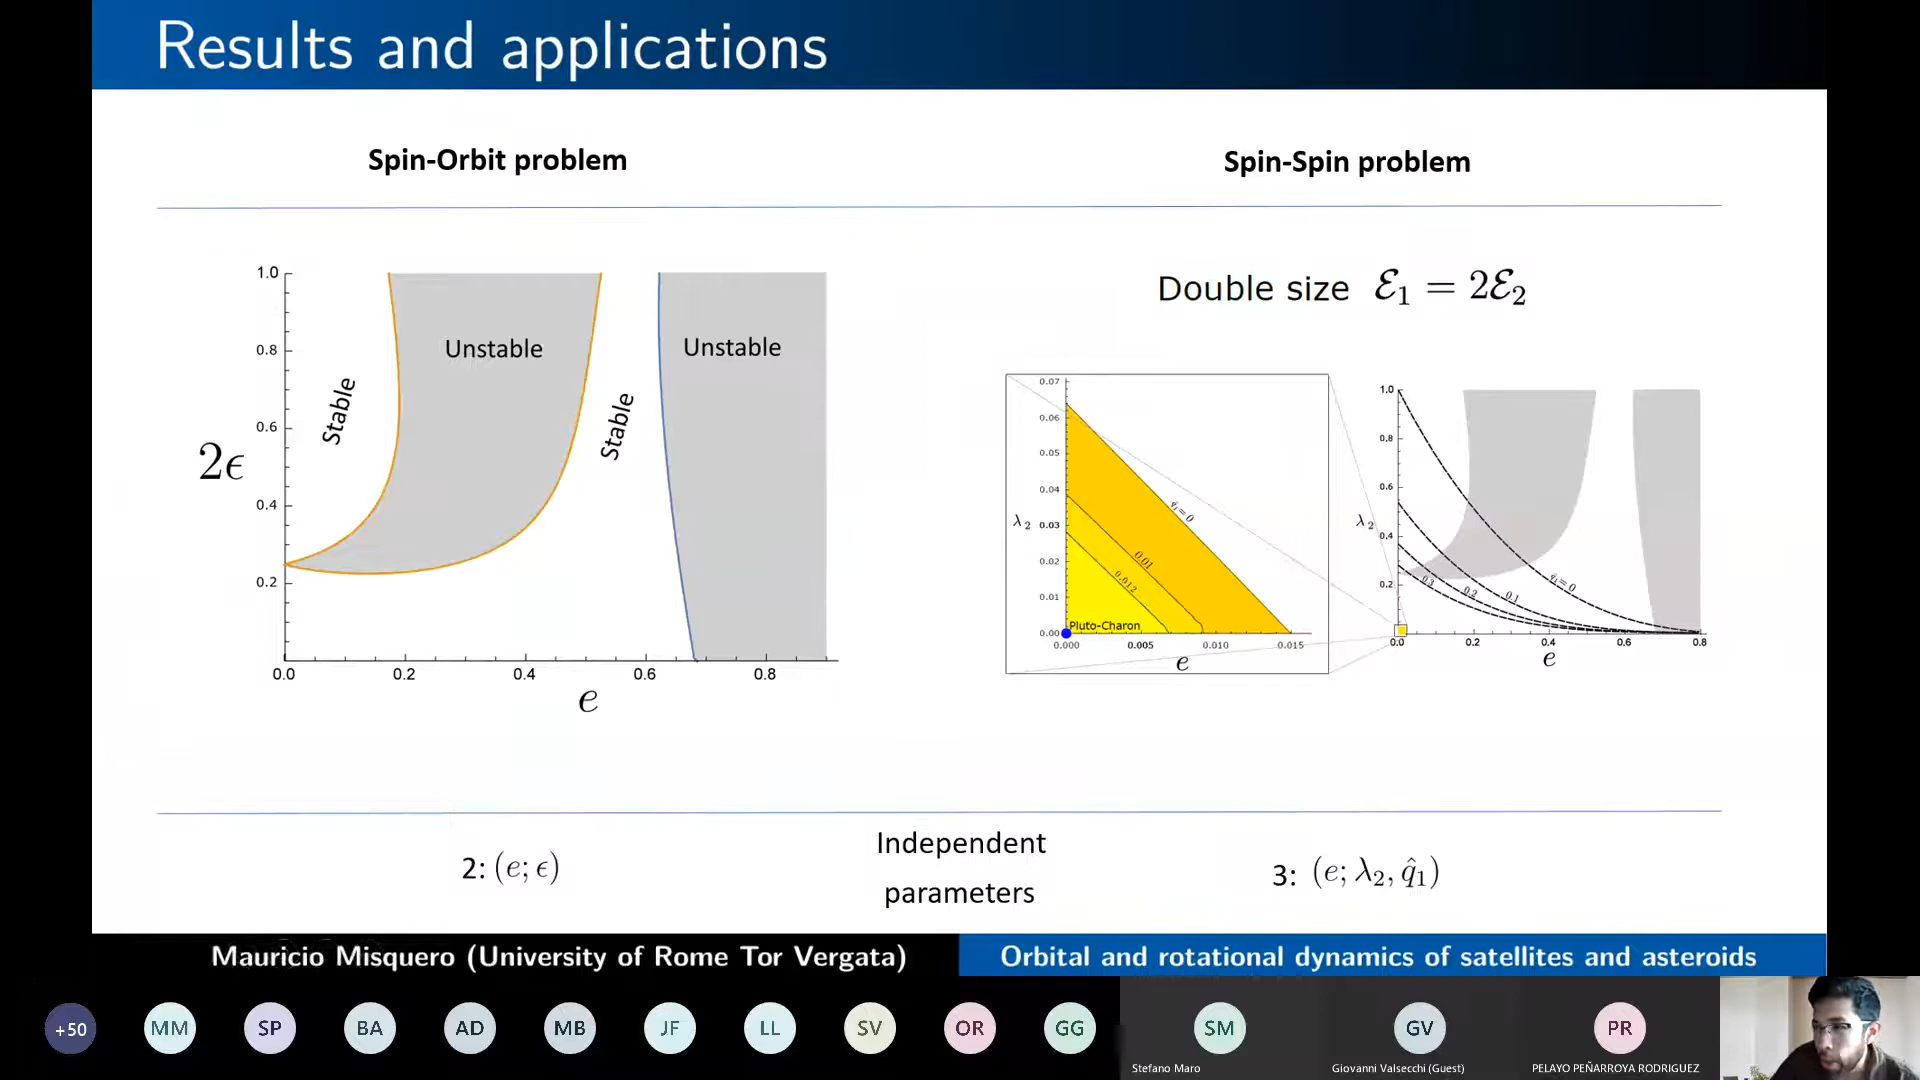 Results and applications
Spin-Orbit problem
Spin-Spin problem
Double size ℰ₁ = 2ℰ₂
1.0
0.8
0.6
0.4
0.2
2ϵ
Stable
Unstable
Stable
Unstable
0.0 0.2 0.4 0.6 0.8
e
0.07
0.06
0.05
0.04
0.03
0.02
0.01
0.00
λ₂
q̂₁=0
0.01
0.012
Pluto-Charon
0.000 0.005 0.010 0.015
e
1.0
0.8
0.6
0.4
0.2
λ₂
0.3
0.2
0.1
q̂₁=0
0.0 0.2 0.4 0.6 0.8
e
2: (e; ϵ)
Independent
parameters
3: (e; λ₂, q̂₁)
Mauricio Misquero (University of Rome Tor Vergata)
Orbital and rotational dynamics of satellites and asteroids
+50 MM SP BA AD MB JF LL SV OR GG SM GV PR
Stefano Maro
Giovanni Valsecchi (Guest)
PELAYO PEÑARROYA RODRIGUEZ